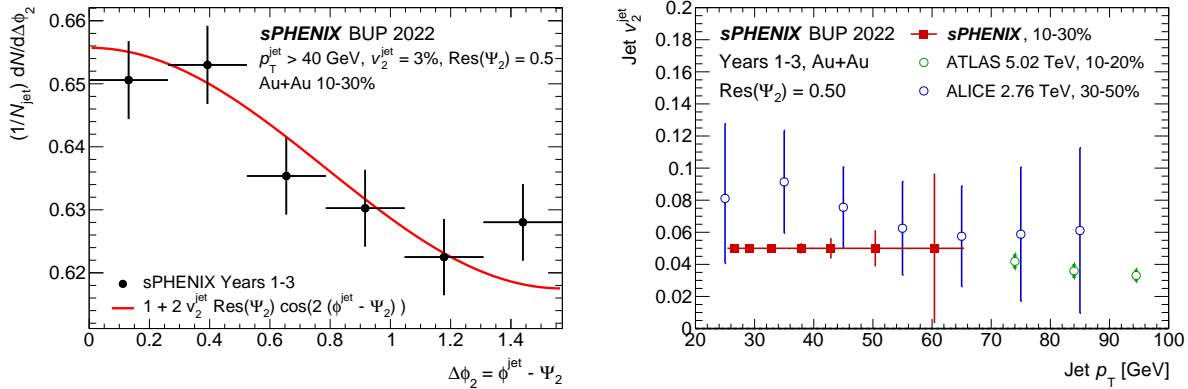 sPHENIX BUP 2022
p_T^jet > 40 GeV, v_2^jet = 3%, Res(Ψ_2) = 0.5
Au+Au 10-30%
(1/N_jet) dN/dΔϕ_2
0.66
0.65
0.64
0.63
0.62
sPHENIX Years 1-3
1 + 2 v_2^jet Res(Ψ_2) cos(2 (ϕ^jet - Ψ_2) )
0 0.2 0.4 0.6 0.8 1 1.2 1.4
Δϕ_2 = ϕ^jet - Ψ_2
Jet v_2^jet
sPHENIX BUP 2022
Years 1-3, Au+Au
Res(Ψ_2) = 0.50
sPHENIX, 10-30%
ATLAS 5.02 TeV, 10-20%
ALICE 2.76 TeV, 30-50%
0.2
0.18
0.16
0.14
0.12
0.1
0.08
0.06
0.04
0.02
0
20 30 40 50 60 70 80 90 100
Jet p_T [GeV]